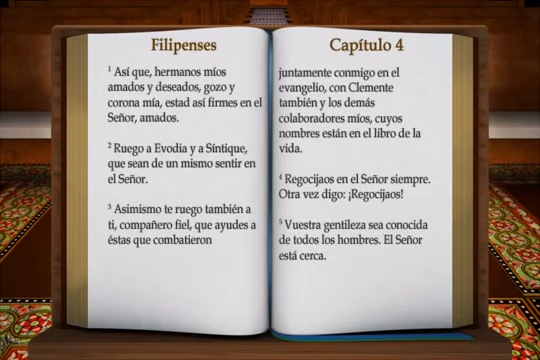 Filipenses
¹ Así que, hermanos míos
amados y deseados, gozo y
corona mía, estad así firmes en el
Señor, amados.
² Ruego a Evodia y a Síntique,
que sean de un mismo sentir en
el Señor.
³ Asimismo te ruego también a
ti, compañero fiel, que ayudes a
éstas que combatieron
Capítulo 4
juntamente conmigo en el
evangelio, con Clemente
también y los demás
colaboradores míos, cuyos
nombres están en el libro de la
vida.
⁴ Regocijaos en el Señor siempre.
Otra vez digo: ¡Regocijaos!
⁵ Vuestra gentileza sea conocida
de todos los hombres. El Señor
está cerca.